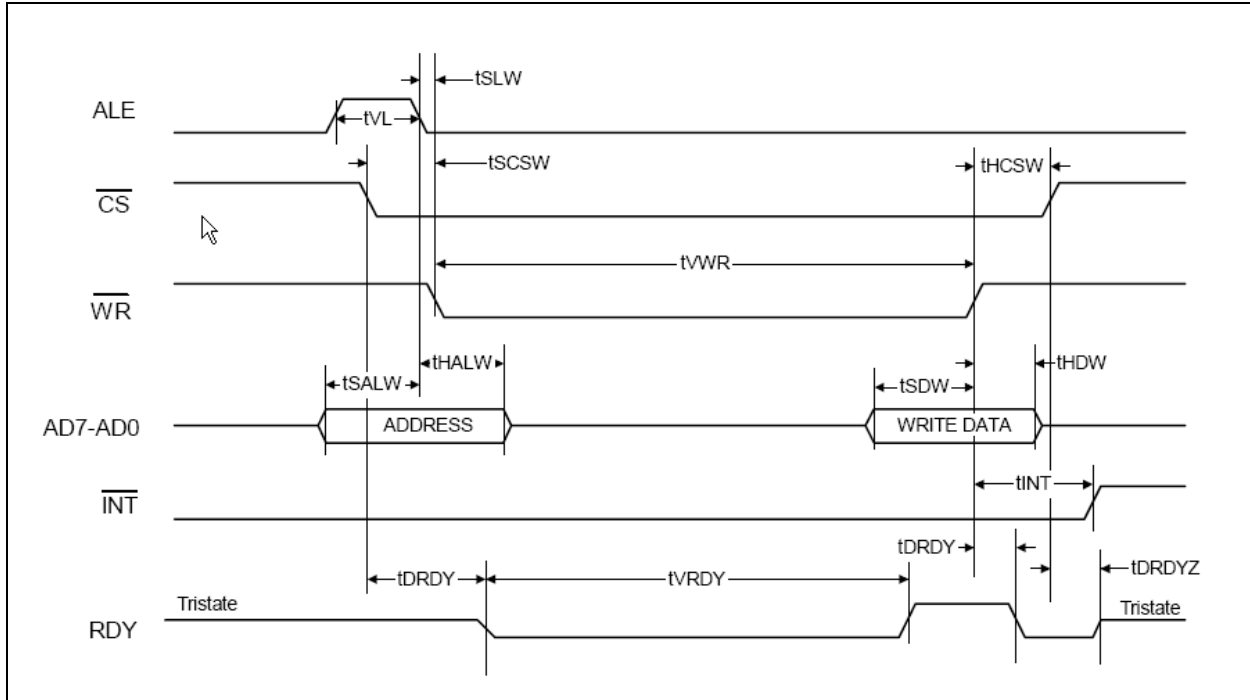 tSLW
ALE
tVL
tSCSW
tHCSW
CS
tVWR
WR
tHALW
tHDW
tSALW
tSDW
AD7-AD0
ADDRESS
WRITE DATA
tINT
INT
tDRDY
tDRDY
tVRDY
tDRDYZ
Tristate
Tristate
RDY